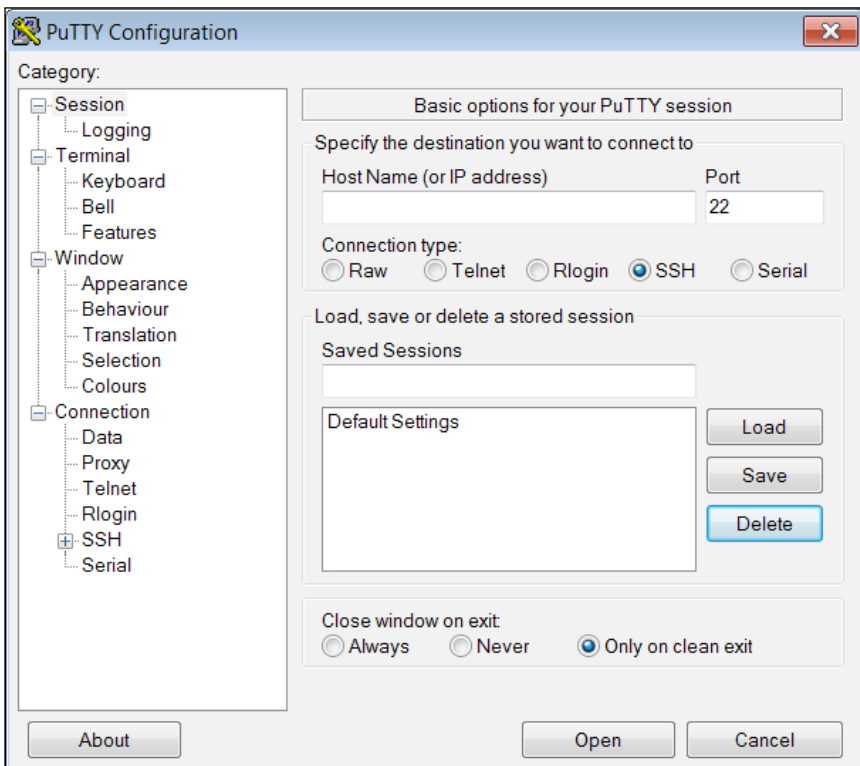 PuTTY Configuration
Category:
Session
Logging
Terminal
Keyboard
Bell
Features
Window
Appearance
Behaviour
Translation
Selection
Colours
Connection
Data
Proxy
Telnet
Rlogin
SSH
Serial
Basic options for your PuTTY session
Specify the destination you want to connect to
Host Name (or IP address) Port
22
Connection type:
Raw Telnet Rlogin SSH Serial
Load, save or delete a stored session
Saved Sessions
Default Settings
Load
Save
Delete
Close window on exit:
Always Never Only on clean exit
About Open Cancel